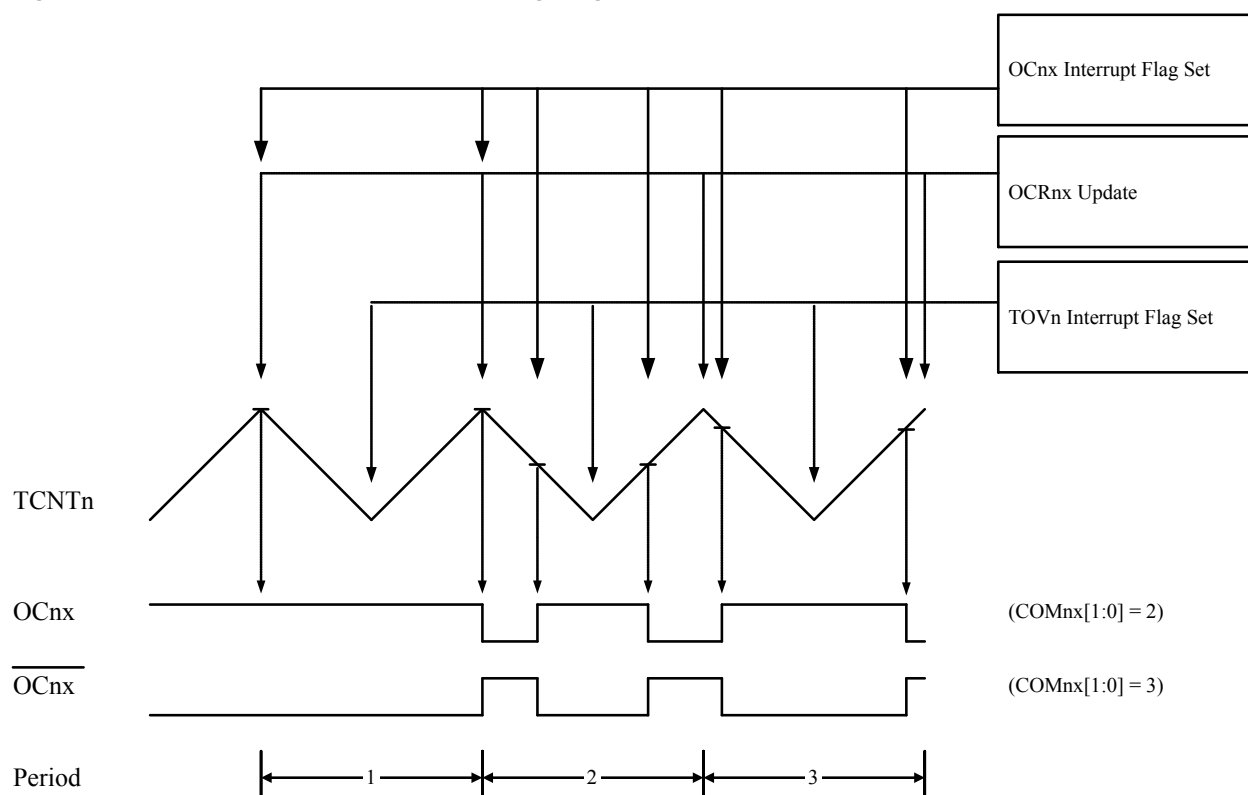 OCnx Interrupt Flag Set
OCRnx Update
TOVn Interrupt Flag Set
TCNTn
OCnx
(COMnx[1:0] = 2)
OCnx
(COMnx[1:0] = 3)
Period
1
2
3